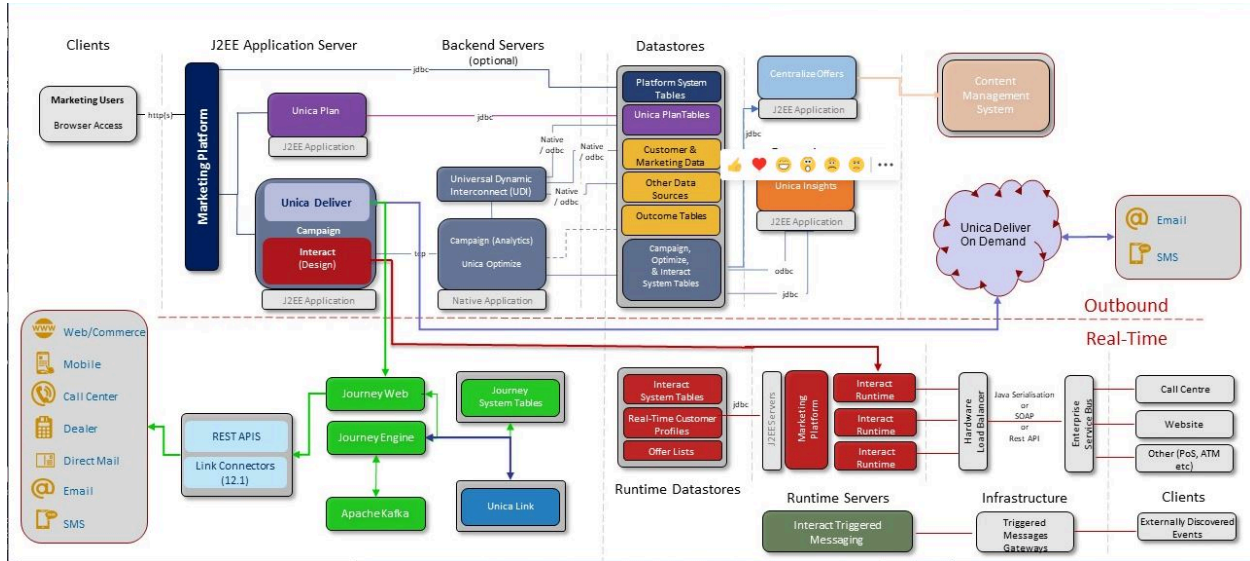 Clients
J2EE Application Server
Backend Servers
(optional)
Datastores
Marketing Users
Browser Access
http[s]
Marketing Platform
jdbc
Unica Plan
J2EE Application
jdbc
Unica Deliver
Campaign
Interact
(Design)
J2EE Application
tcp
Universal Dynamic
Interconnect (UDI)
Native
/ odbc
Native
/ odbc
Native
/ odbc
Campaign (Analytics)
Unica Optimize
Native Application
Platform System
Tables
Unica PlanTables
Customer &
Marketing Data
Other Data
Sources
Outcome Tables
Campaign,
Optimize,
& Interact
System Tables
Centralize Offers
J2EE Application
jdbc
Unica Insights
J2EE Application
odbc
jdbc
Content
Management
System
Unica Deliver
On Demand
Email
SMS
Outbound
Real-Time
Web/Commerce
Mobile
Call Center
Dealer
Direct Mail
Email
SMS
REST APIS
Link Connectors
(12.1)
Journey Web
Journey Engine
Apache Kafka
Journey
System Tables
Unica Link
Interact
System Tables
Real-Time Customer
Profiles
Offer Lists
Runtime Datastores
jdbc
J2EE Servers
Marketing
Platform
Interact
Runtime
Interact
Runtime
Interact
Runtime
Runtime Servers
Interact Triggered
Messaging
Hardware
Load Balancer
Java Serialisation
or
SOAP
or
Rest API
Enterprise
Service Bus
Infrastructure
Triggered
Messages
Gateways
Call Centre
Website
Other (PoS, ATM
etc)
Clients
Externally Discovered
Events